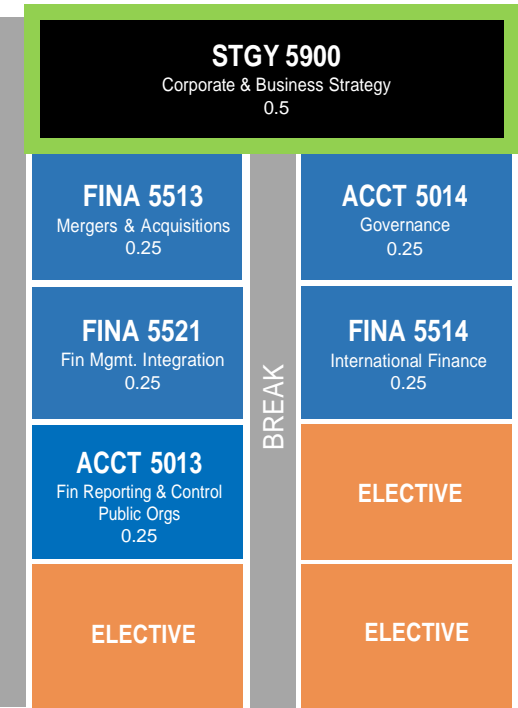 STGY 5900
Corporate & Business Strategy
0.5
FINA 5513
Mergers & Acquisitions
0.25
FINA 5521
Fin Mgmt. Integration
0.25
ACCT 5013
Fin Reporting & Control
Public Orgs
0.25
ELECTIVE
BREAK
ACCT 5014
Governance
0.25
FINA 5514
International Finance
0.25
ELECTIVE
ELECTIVE